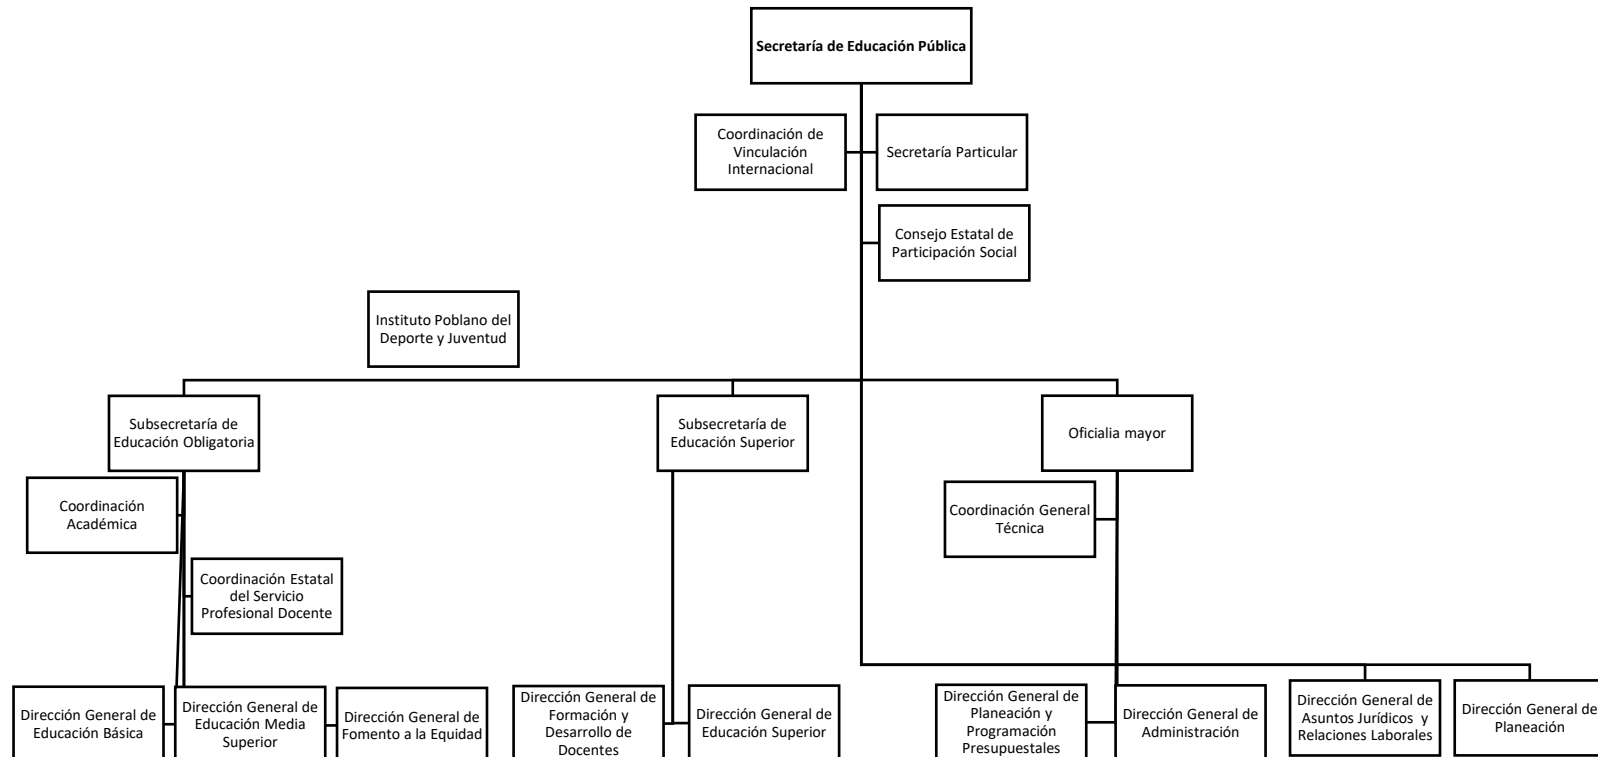 Secretaría de Educación Pública
Coordinación de
Vinculación
Internacional
Secretaría Particular
Consejo Estatal de
Participación Social
Instituto Poblano del
Deporte y Juventud
Subsecretaría de
Educación Obligatoria
Subsecretaría de
Educación Superior
Oficialia mayor
Coordinación
Académica
Coordinación General
Técnica
Coordinación Estatal
del Servicio
Profesional Docente
Dirección General de
Educación Básica
Dirección General de
Educación Media
Superior
Dirección General de
Fomento a la Equidad
Dirección General de
Formación y
Desarrollo de
Docentes
Dirección General de
Educación Superior
Dirección General de
Planeación y
Programación
Presupuestales
Dirección General de
Administración
Dirección General de
Asuntos Jurídicos y
Relaciones Laborales
Dirección General de
Planeación